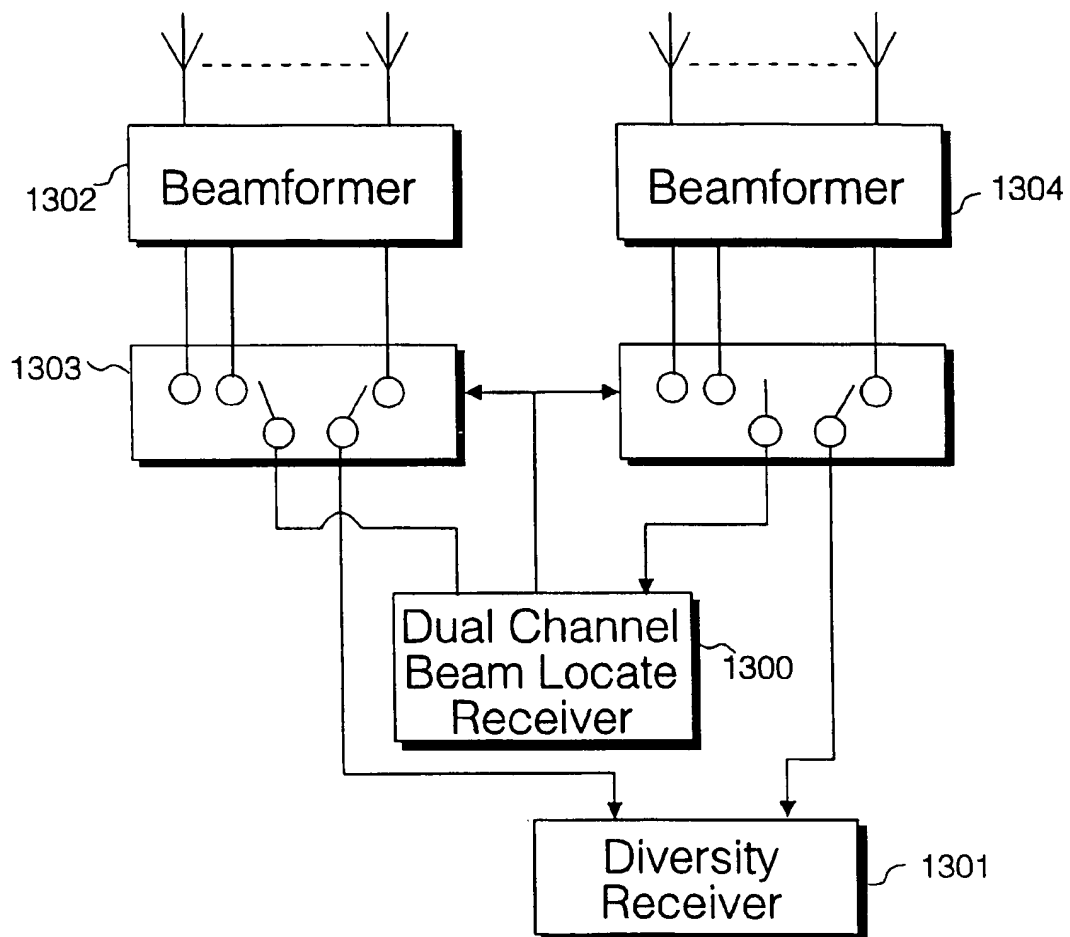 1302
Beamformer
Beamformer
1304
1303
Dual Channel
Beam Locate
Receiver
1300
Diversity
Receiver
1301